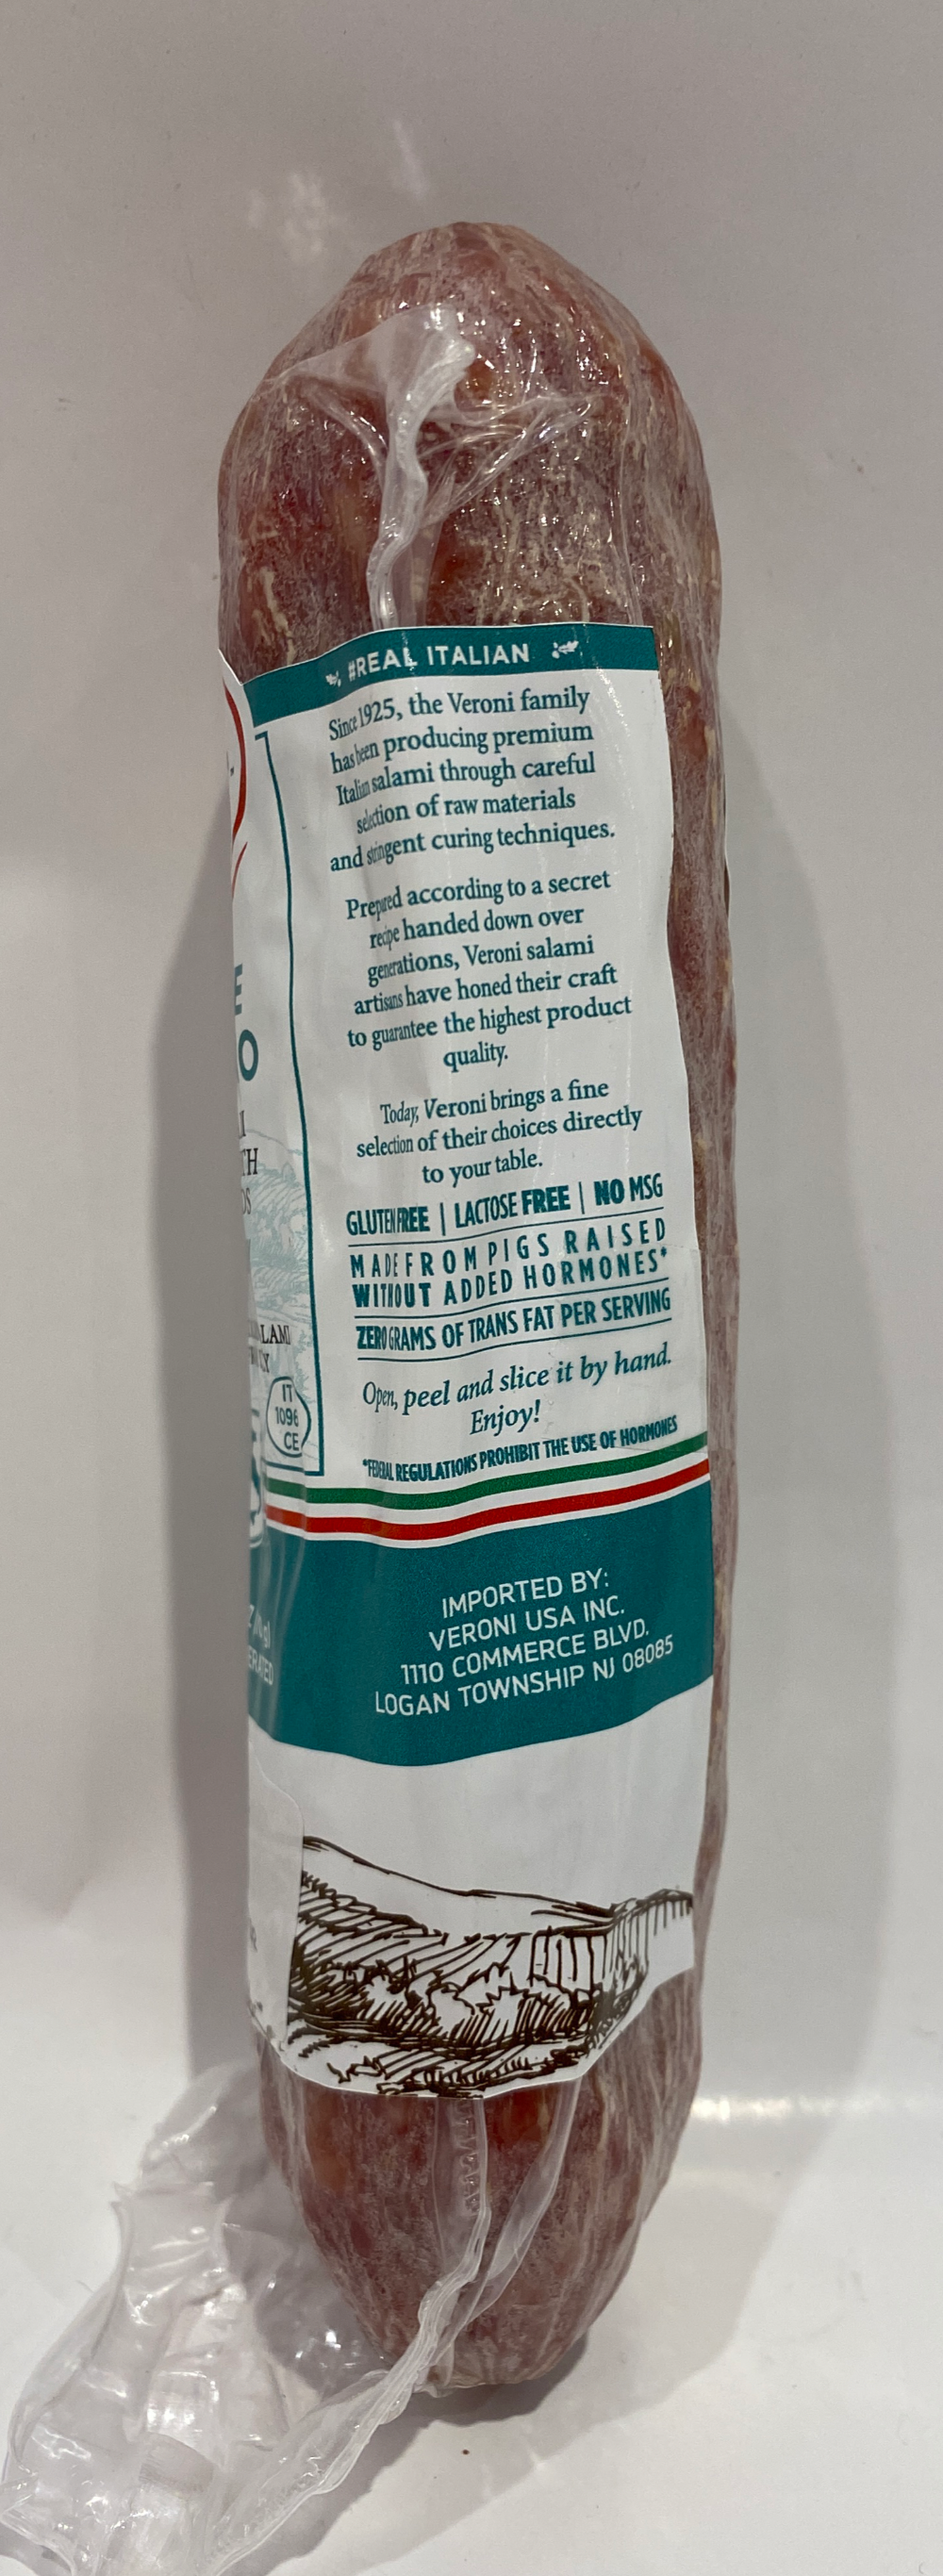 #REAL ITALIAN
Since 1925, the Veroni family
has been producing premium
Italian salami through careful
selection of raw materials
and stringent curing techniques.
Prepared according to a secret
recipe handed down over
generations, Veroni salami
artisans have honed their craft
to guarantee the highest product
quality.
Today, Veroni brings a fine
selection of their choices directly
to your table.
GLUTEN FREE | LACTOSE FREE | NO MSG
MADE FROM PIGS RAISED
WITHOUT ADDED HORMONES*
ZERO GRAMS OF TRANS FAT PER SERVING
Open, peel and slice it by hand.
Enjoy!
*FEDERAL REGULATIONS PROHIBIT THE USE OF HORMONES
IT
1096
CE
IMPORTED BY:
VERONI USA INC.
1110 COMMERCE BLVD.
LOGAN TOWNSHIP NJ 08085